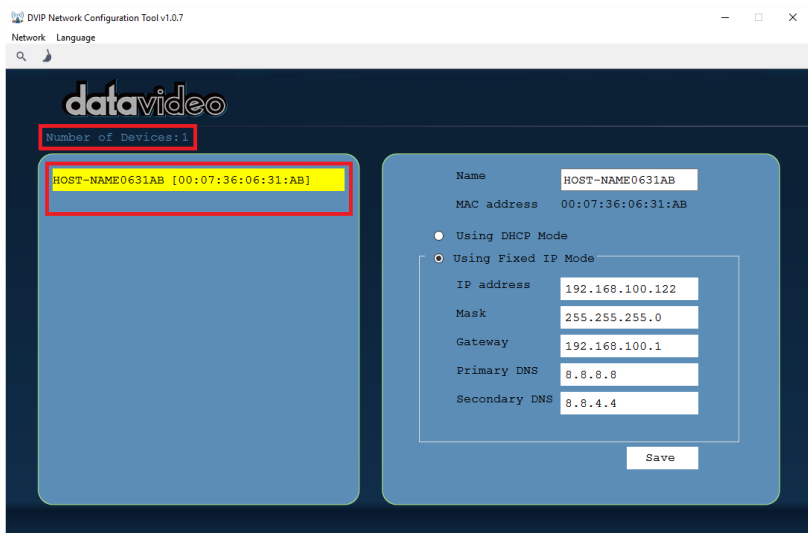 DVIP Network Configuration Tool v1.0.7
Network Language
datavideo
Number of Devices:1
HOST-NAME0631AB [00:07:36:06:31:AB]
Name HOST-NAME0631AB
MAC address 00:07:36:06:31:AB
Using DHCP Mode
Using Fixed IP Mode
IP address 192.168.100.122
Mask 255.255.255.0
Gateway 192.168.100.1
Primary DNS 8.8.8.8
Secondary DNS 8.8.4.4
Save